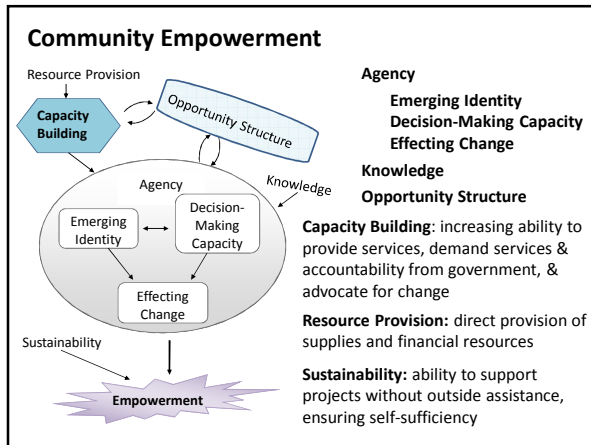 Community Empowerment
Resource Provision
Capacity
Building
Opportunity Structure
Agency
Knowledge
Emerging
Identity
Decision-
Making
Capacity
Effecting
Change
Sustainability
Empowerment
Agency
Emerging Identity
Decision-Making Capacity
Effecting Change
Knowledge
Opportunity Structure
Capacity Building: increasing ability to
provide services, demand services &
accountability from government, &
advocate for change
Resource Provision: direct provision of
supplies and financial resources
Sustainability: ability to support
projects without outside assistance,
ensuring self-sufficiency